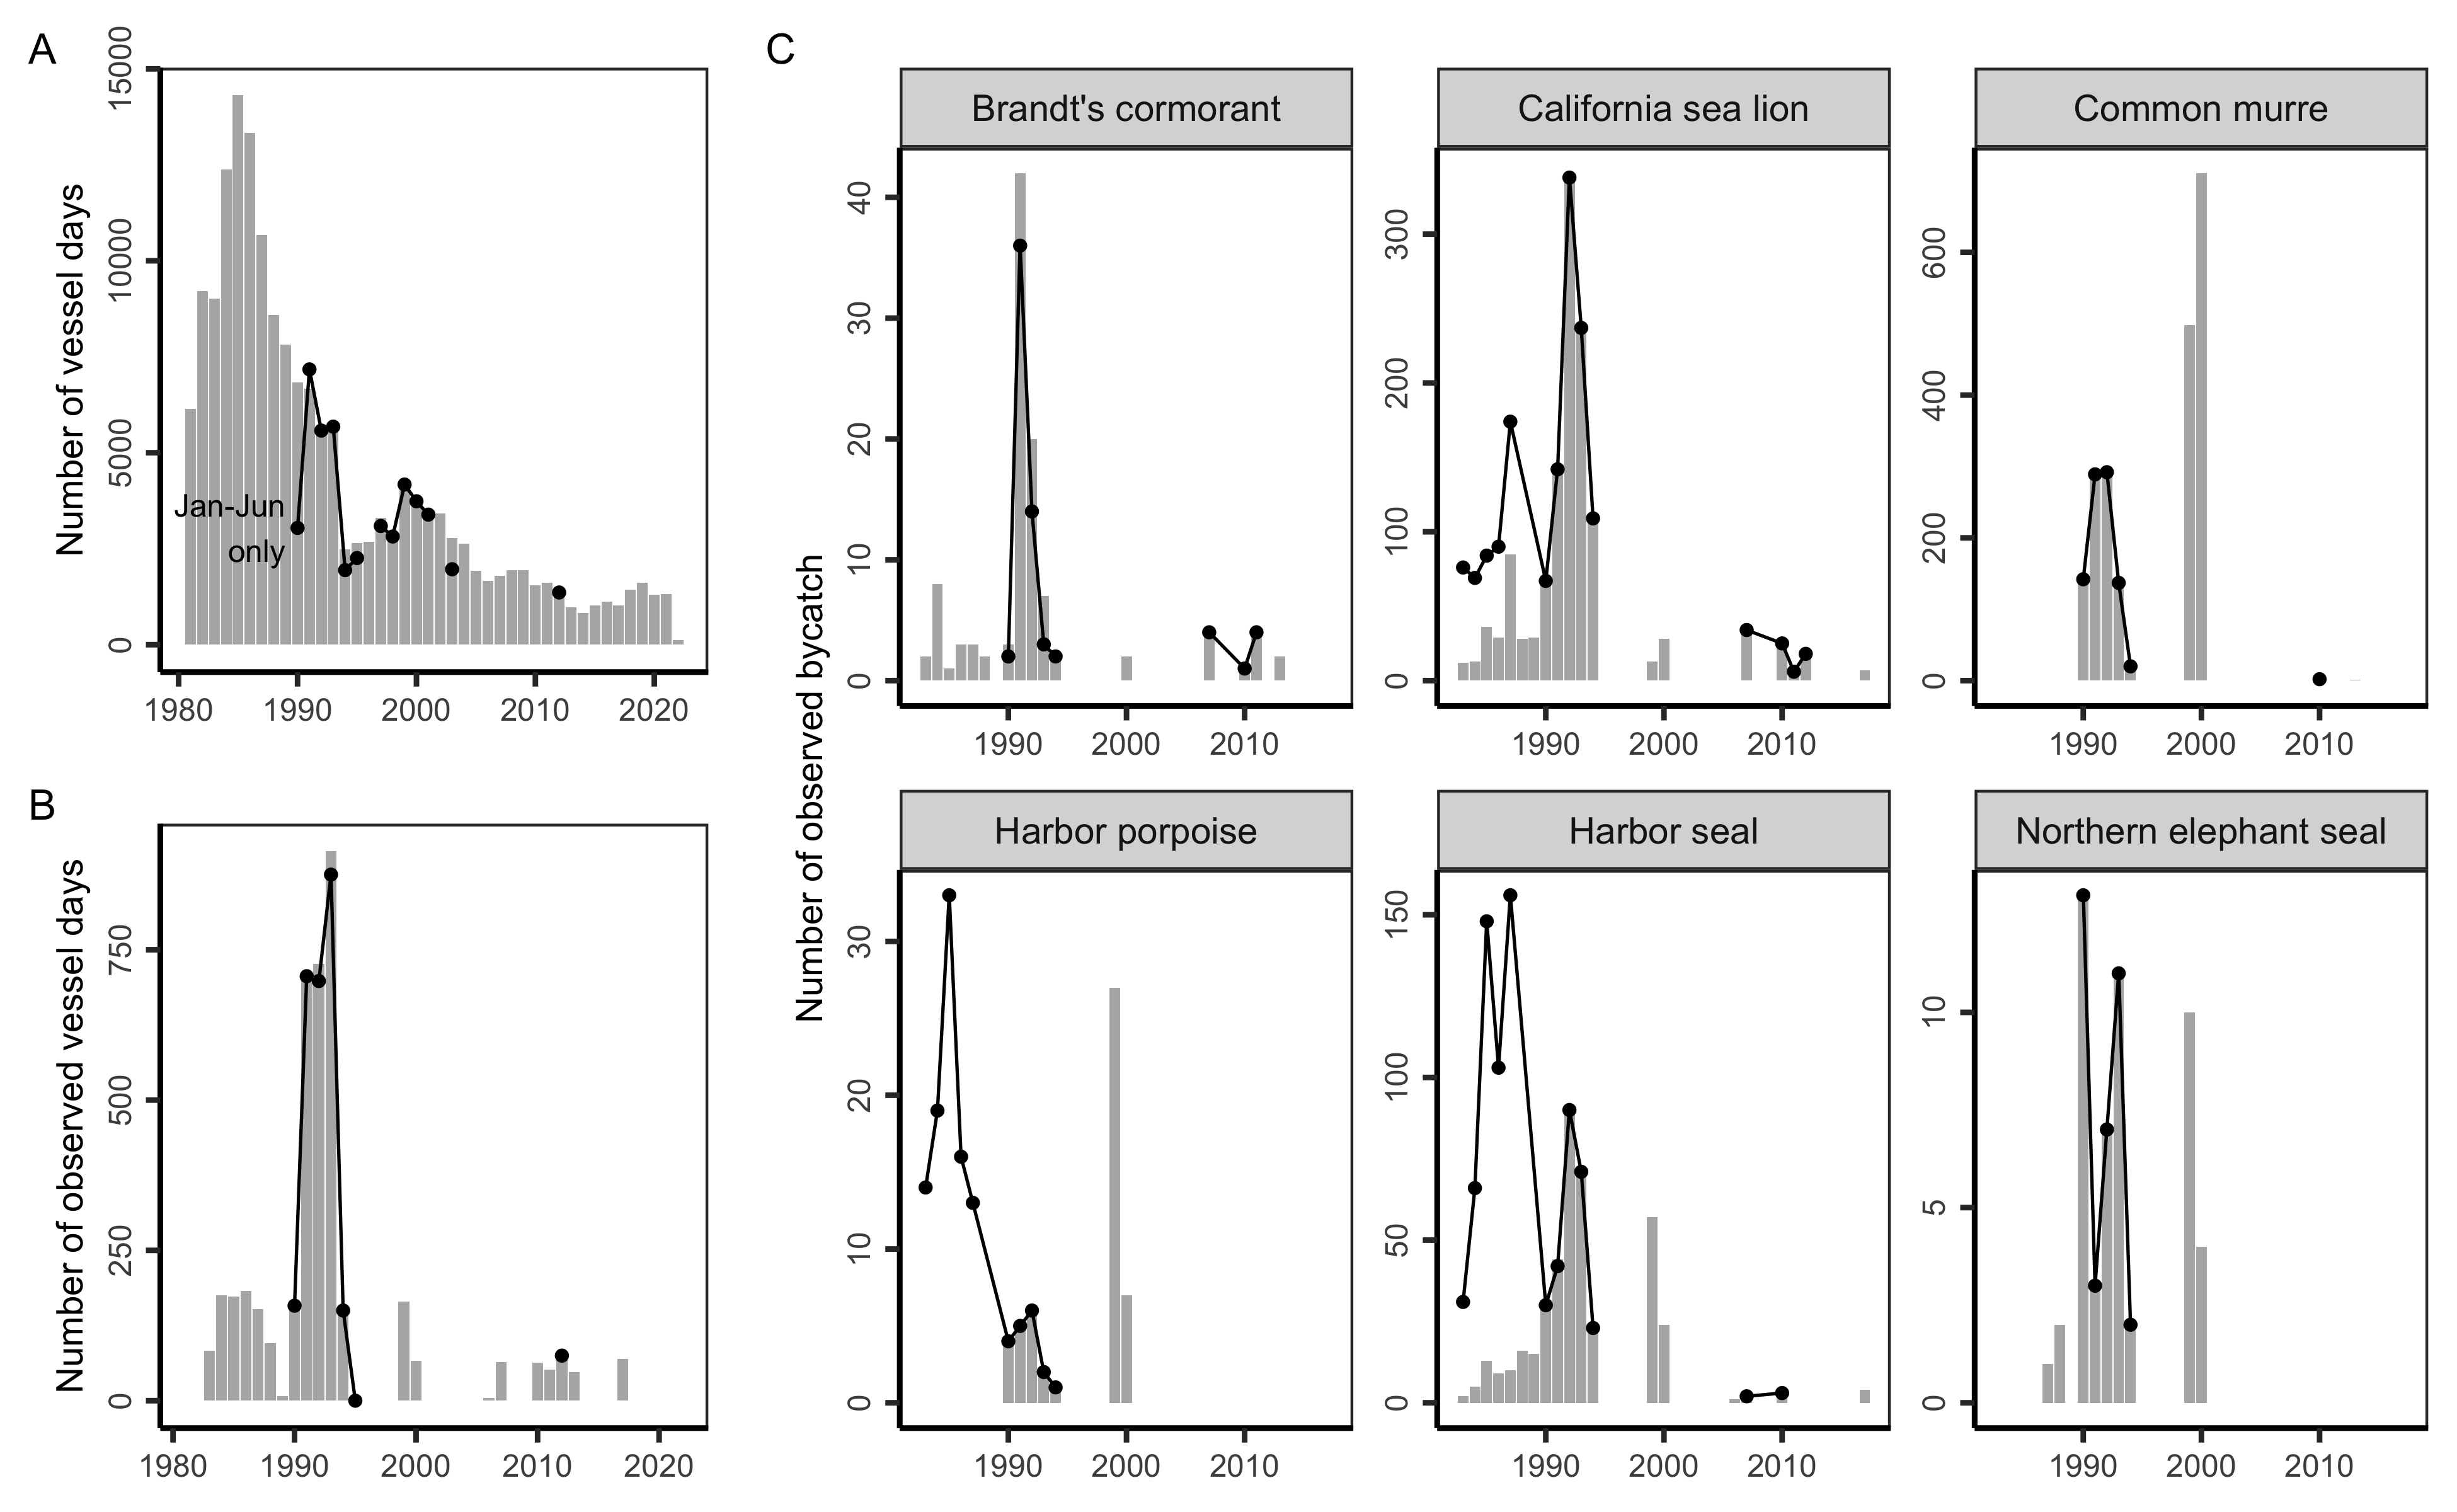 A
Number of vessel days
15000
10000
5000
0
Jan-Jun
only
1980 1990 2000 2010 2020
B
Number of observed vessel days
750
500
250
0
1980 1990 2000 2010 2020
C
Number of observed bycatch
Brandt's cormorant
40
30
20
10
0
1990 2000 2010
California sea lion
300
200
100
0
1990 2000 2010
Common murre
600
400
200
0
1990 2000 2010
Harbor porpoise
30
20
10
0
1990 2000 2010
Harbor seal
150
100
50
0
1990 2000 2010
Northern elephant seal
10
5
0
1990 2000 2010